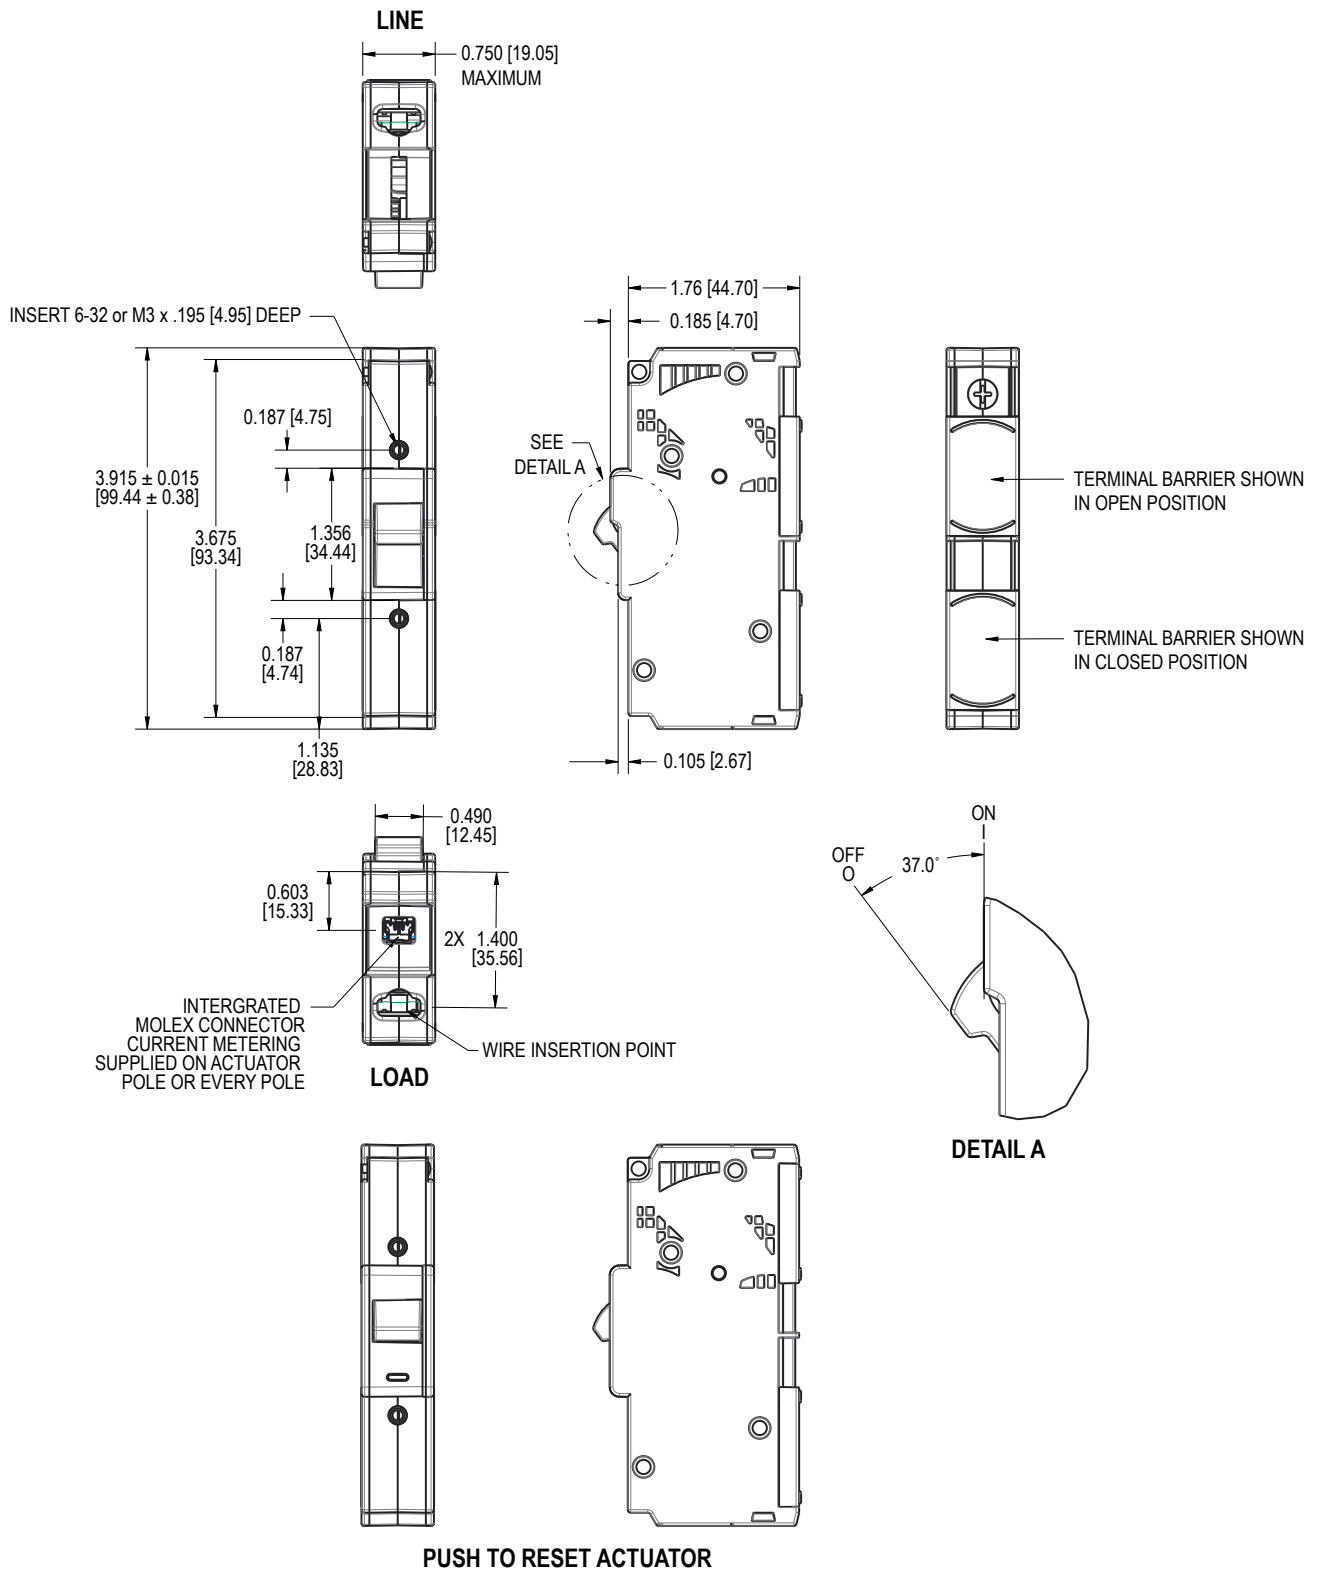 LINE
0.750 [19.05]
MAXIMUM
INSERT 6-32 or M3 x .195 [4.95] DEEP
1.76 [44.70]
0.185 [4.70]
0.187 [4.75]
3.915 ± 0.015
[99.44 ± 0.38]
3.675
[93.34]
1.356
[34.44]
0.187
[4.74]
1.135
[28.83]
SEE
DETAIL A
0.105 [2.67]
TERMINAL BARRIER SHOWN
IN OPEN POSITION
TERMINAL BARRIER SHOWN
IN CLOSED POSITION
0.490
[12.45]
0.603
[15.33]
2X 1.400
[35.56]
INTERGRATED
MOLEX CONNECTOR
CURRENT METERING
SUPPLIED ON ACTUATOR
POLE OR EVERY POLE
WIRE INSERTION POINT
LOAD
ON
I
OFF
O
37.0°
DETAIL A
PUSH TO RESET ACTUATOR